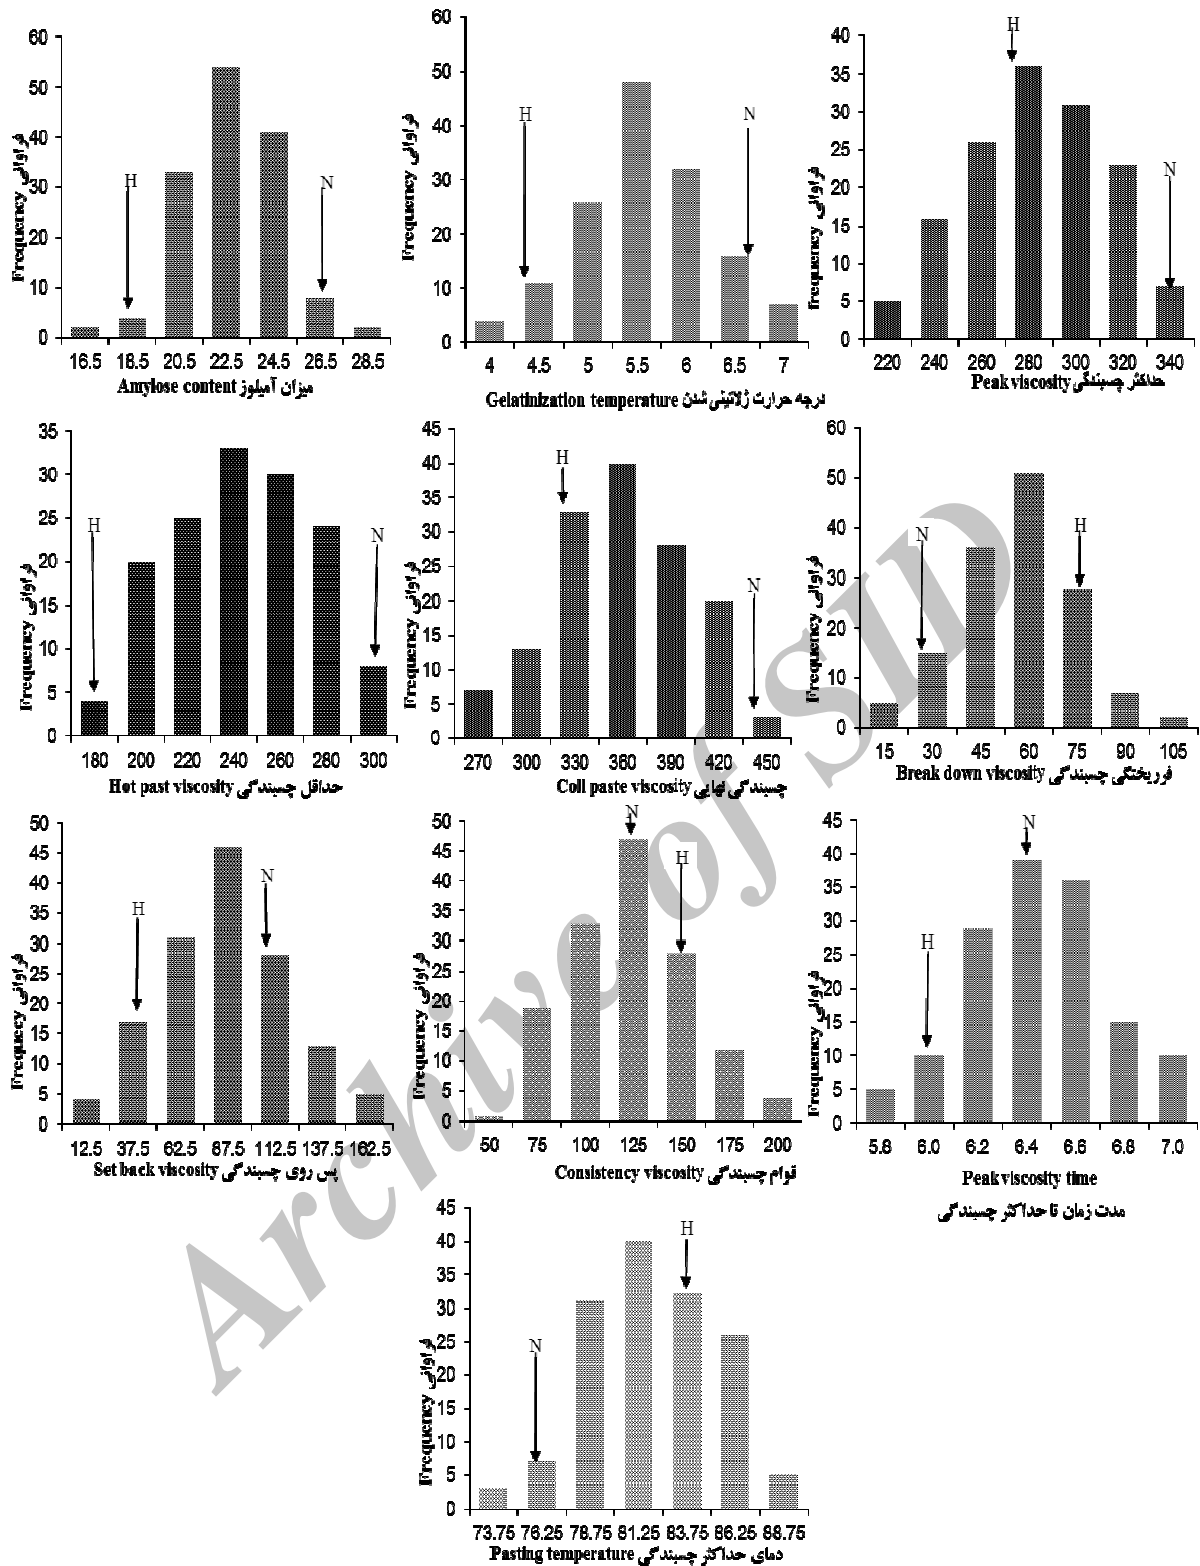 60
50
40
30
20
10
0
Frequency فراوانی
H
N
16.5 18.5 20.5 22.5 24.5 26.5 28.5
Amylose content میزان آمیلوز
60
50
40
30
20
10
0
Frequency فراوانی
H
N
4 4.5 5 5.5 6 6.5 7
Gelatinization temperature درجه حرارت ژلاتینی شدن
40
35
30
25
20
15
10
5
0
frequency فراوانی
H
N
220 240 260 280 300 320 340
Peak viscosity حداکثر چسبندگی
35
30
25
20
15
10
5
0
Frequency فراوانی
H
N
180 200 220 240 260 280 300
Hot past viscosity حداقل چسبندگی
45
40
35
30
25
20
15
10
5
0
Frequency فراوانی
H
N
270 300 330 360 390 420 450
Coll paste viscosity چسبندگی نهایی
60
50
40
30
20
10
0
Frequency فراوانی
N
H
15 30 45 60 75 90 105
Break down viscosity فروریختگی چسبندگی
50
45
40
35
30
25
20
15
10
5
0
Frequecy فراوانی
H
N
12.5 37.5 62.5 87.5 112.5 137.5 162.5
Set back viscosity پس روی چسبندگی
50
45
40
35
30
25
20
15
10
5
0
Frequency فراوانی
N
H
50 75 100 125 150 175 200
Consistency viscosity قوام چسبندگی
45
40
35
30
25
20
15
10
5
0
Frequency فراوانی
H
N
5.8 6.0 6.2 6.4 6.6 6.8 7.0
Peak viscosity time
مدت زمان تا حداکثر چسبندگی
45
40
35
30
25
20
15
10
5
0
Frequency فراوانی
N
H
73.75 76.25 78.75 81.25 83.75 86.25 88.75
Pasting temperature دمای حداکثر چسبندگی
Archive of SID